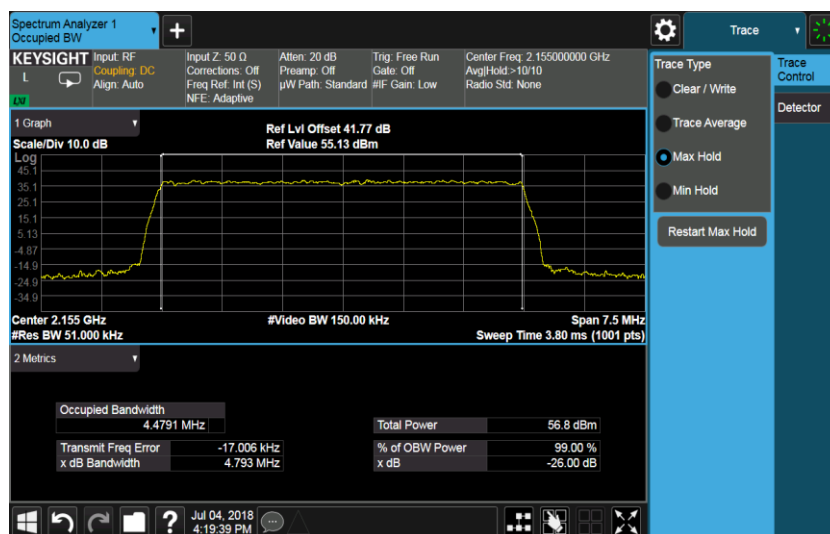 Spectrum Analyzer 1
Occupied BW
Trace
KEYSIGHT
L
LXI
Input: RF
Coupling: DC
Align: Auto
Input Z: 50 Ω
Corrections: Off
Freq Ref: Int (S)
NFE: Adaptive
Atten: 20 dB
Preamp: Off
µW Path: Standard
Trig: Free Run
Gate: Off
#IF Gain: Low
Center Freq: 2.155000000 GHz
Avg|Hold:>10/10
Radio Std: None
Trace Type
Clear / Write
Trace Average
Max Hold
Min Hold
Restart Max Hold
Trace
Control
Detector
1 Graph
Scale/Div 10.0 dB
Ref Lvl Offset 41.77 dB
Ref Value 55.13 dBm
Log
45.1
35.1
25.1
15.1
5.13
-4.87
-14.9
-24.9
-34.9
Center 2.155 GHz
#Video BW 150.00 kHz
Span 7.5 MHz
#Res BW 51.000 kHz
Sweep Time 3.80 ms (1001 pts)
2 Metrics
Occupied Bandwidth
4.4791 MHz
Total Power 56.8 dBm
Transmit Freq Error -17.006 kHz
% of OBW Power 99.00 %
x dB Bandwidth 4.793 MHz
x dB -26.00 dB
?
Jul 04, 2018
4:19:39 PM